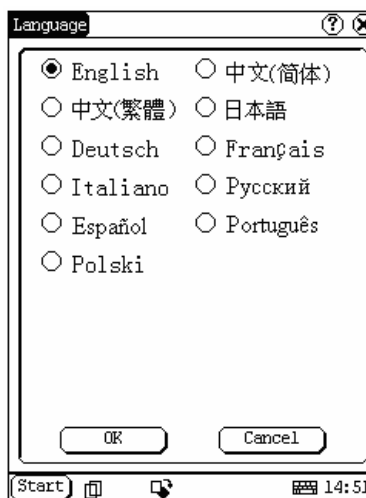 Language
English 中文(简体)
中文(繁體) 日本語
Deutsch Français
Italiano Русский
Español Português
Polski
OK Cancel
Start 14:51